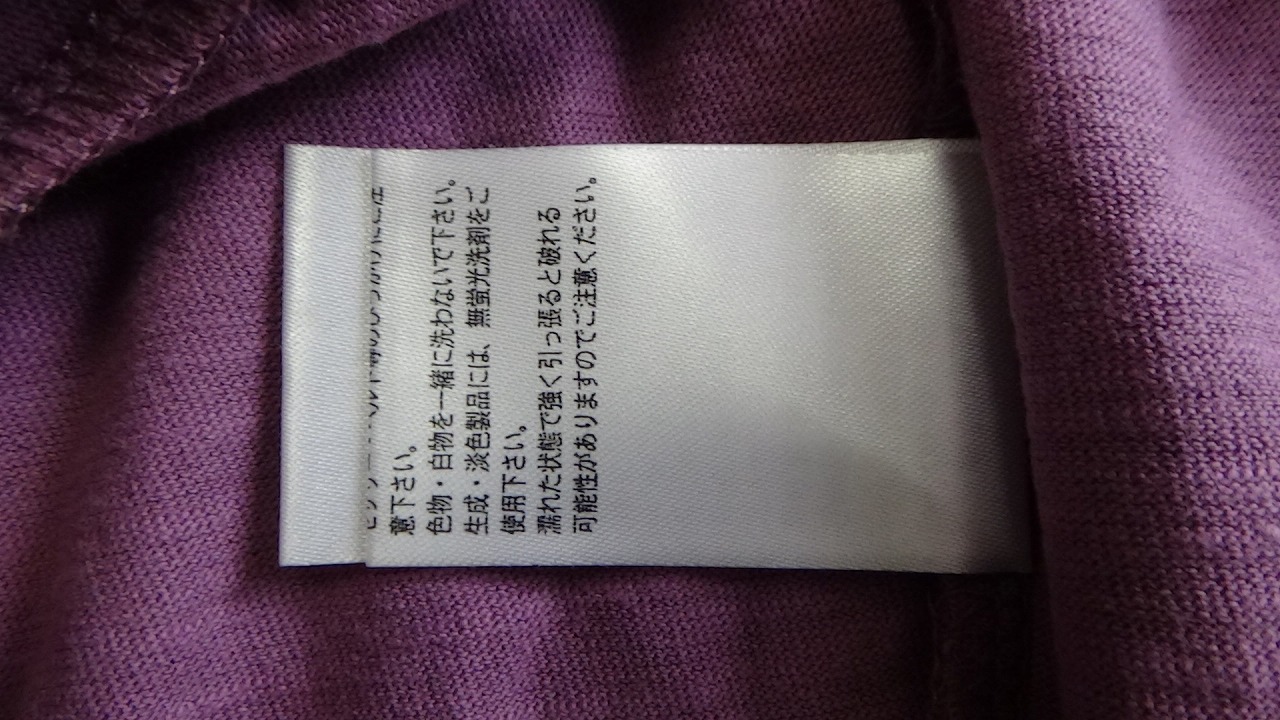 意下さい。
色物・白物を一緒に洗わないで下さい。
生成・淡色製品には、無蛍光洗剤をご
使用下さい。
濡れた状態で強く引っ張ると破れる
可能性がありますのでご注意ください。